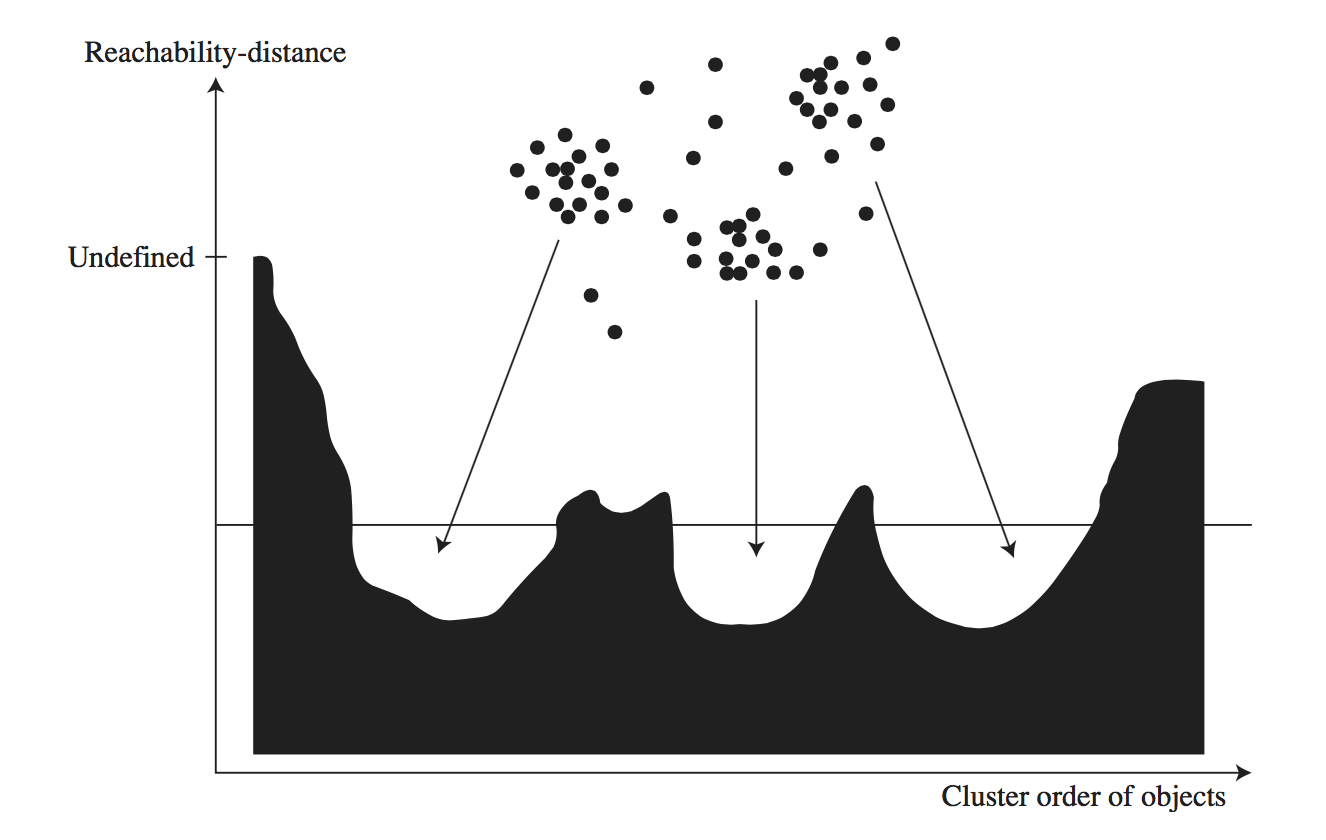 Reachability-distance
Undefined
Cluster order of objects